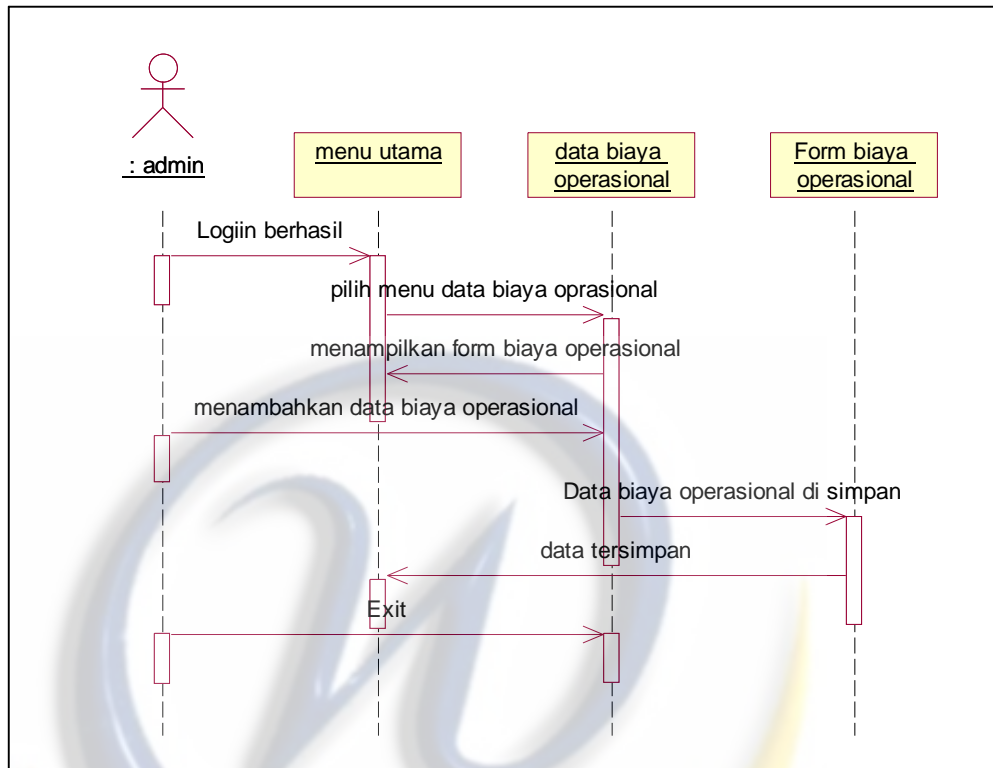 : admin
menu utama
data biaya
operasional
Form biaya
operasional
Logiin berhasil
pilih menu data biaya oprasional
menampilkan form biaya operasional
menambahkan data biaya operasional
Data biaya operasional di simpan
data tersimpan
Exit